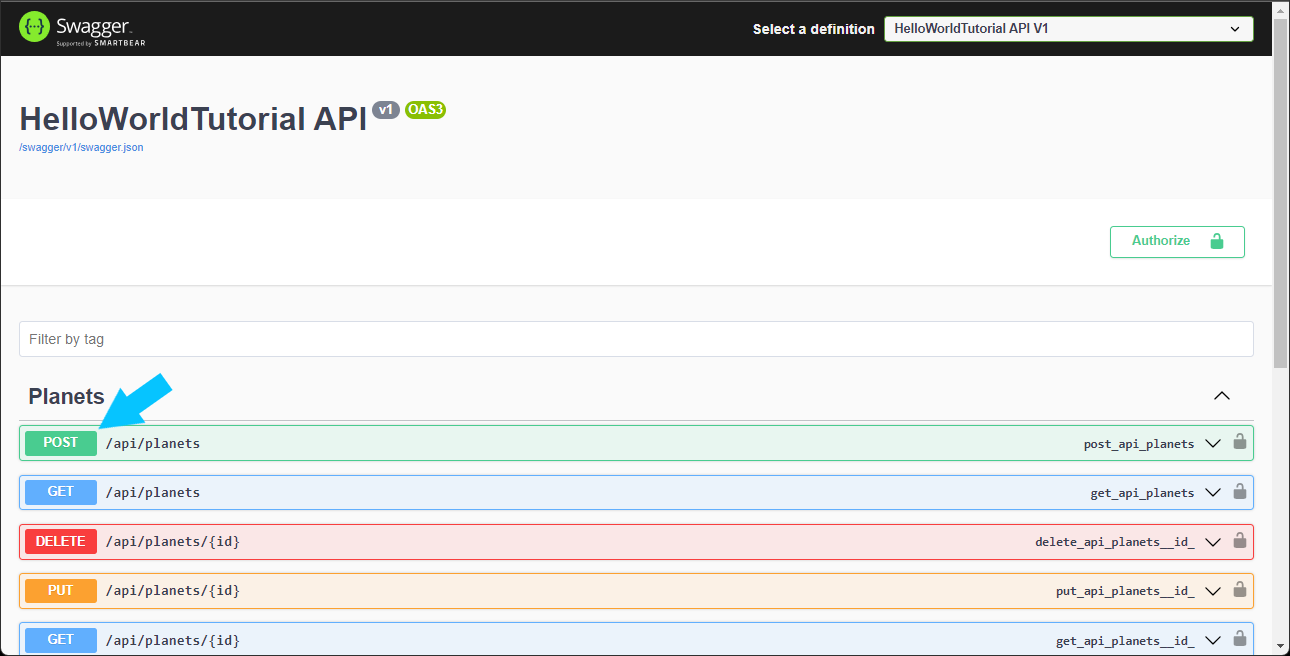 Swagger
Supported by SMARTBEAR
Select a definition
HelloWorldTutorial API V1
HelloWorldTutorial API v1 OAS3
/swagger/v1/swagger.json
Authorize
Filter by tag
Planets
POST /api/planets post_api_planets
GET /api/planets get_api_planets
DELETE /api/planets/{id} delete_api_planets__id_
PUT /api/planets/{id} put_api_planets__id_
GET /api/planets/{id} get_api_planets__id_